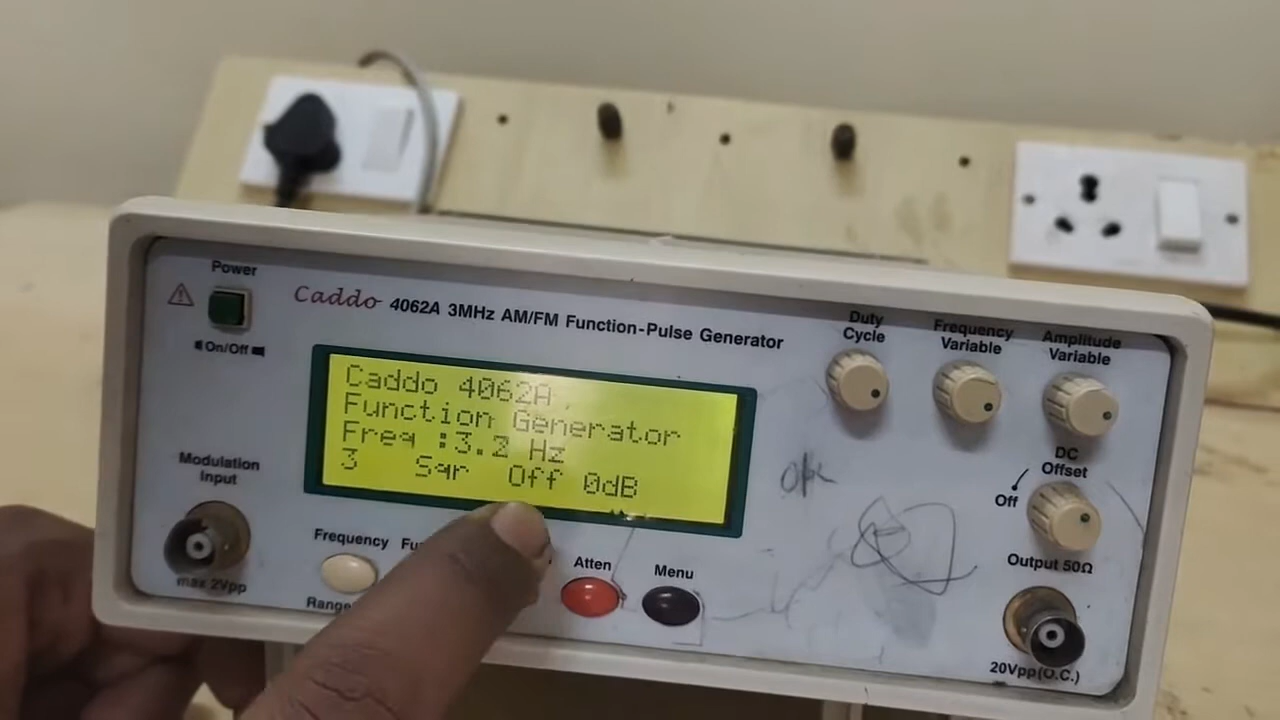 Power
Caddo 4062A 3MHz AM/FM Function-Pulse Generator
Duty Cycle
Frequency Variable
Amplitude Variable
On/Off
Caddo 4062A
Function Generator
Freq :3.2 Hz
3 Sqr Off 0dB
Modulation Input
max 2Vpp
DC Offset
Off
Output 50Ω
20Vpp(O.C.)
Frequency
Atten
Menu